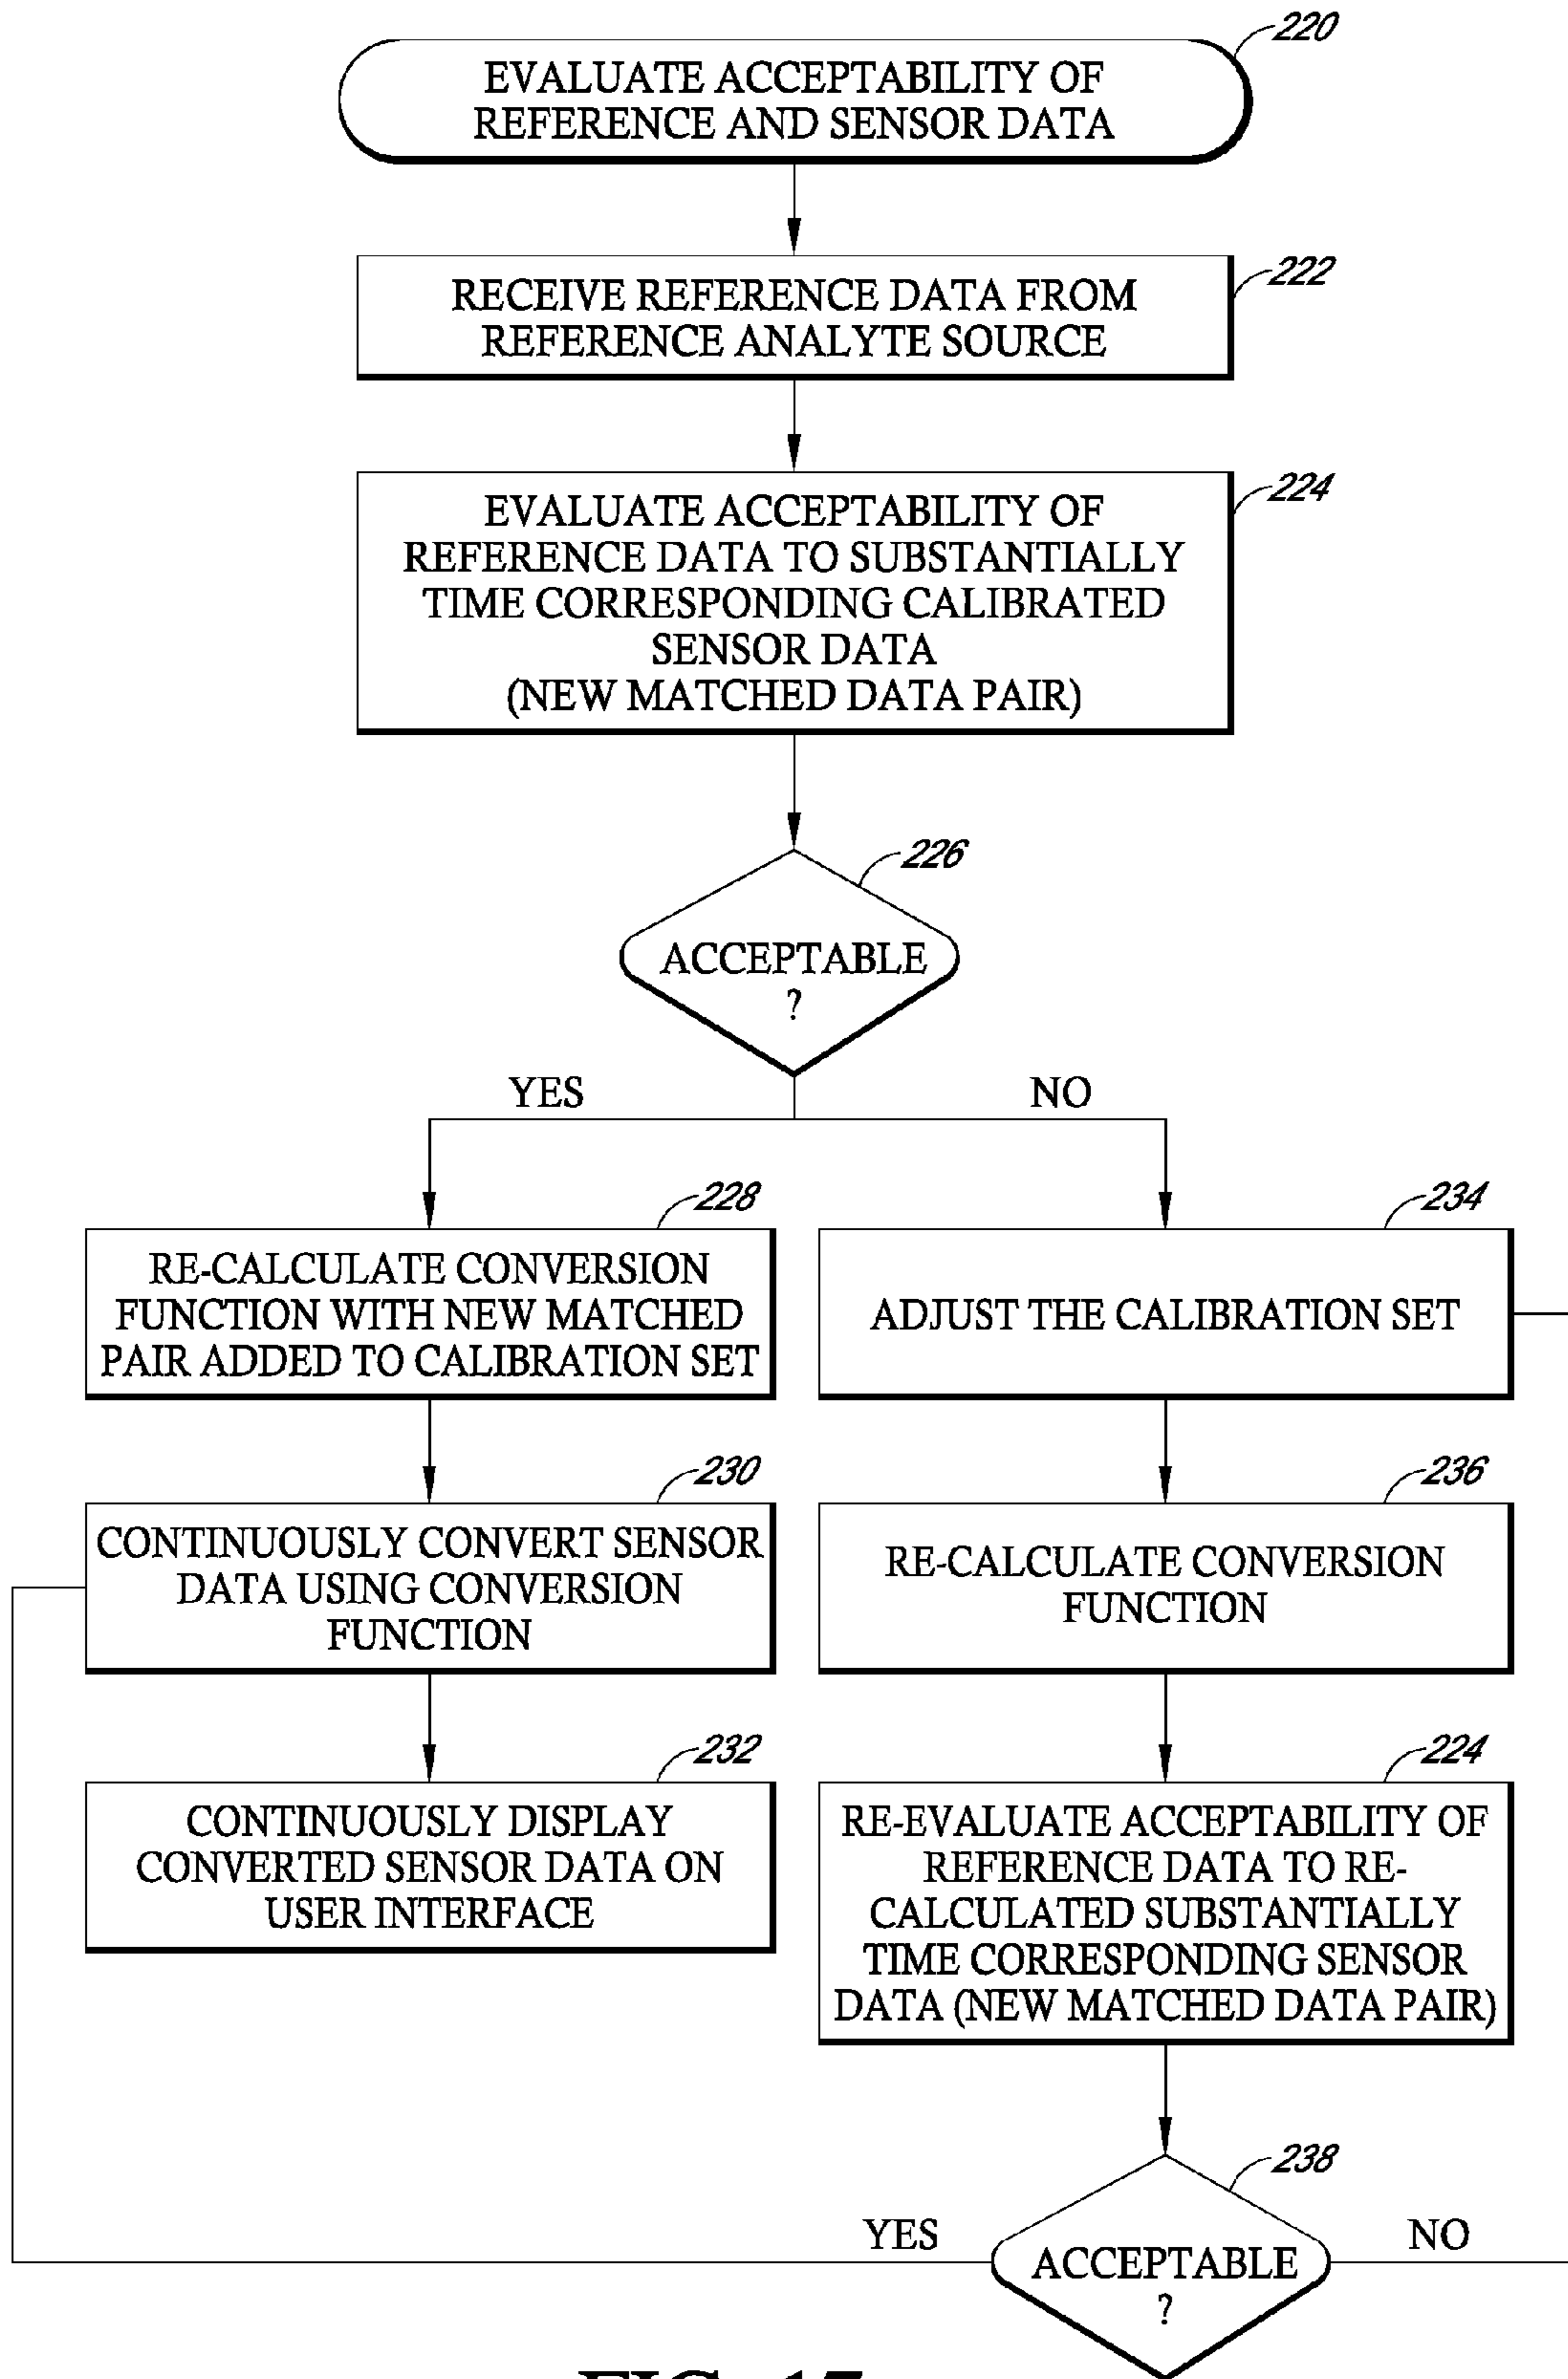 220
EVALUATE ACCEPTABILITY OF
REFERENCE AND SENSOR DATA
222
RECEIVE REFERENCE DATA FROM
REFERENCE ANALYTE SOURCE
224
EVALUATE ACCEPTABILITY OF
REFERENCE DATA TO SUBSTANTIALLY
TIME CORRESPONDING CALIBRATED
SENSOR DATA
(NEW MATCHED DATA PAIR)
226
ACCEPTABLE
?
YES
NO
228
RE-CALCULATE CONVERSION
FUNCTION WITH NEW MATCHED
PAIR ADDED TO CALIBRATION SET
234
ADJUST THE CALIBRATION SET
230
CONTINUOUSLY CONVERT SENSOR
DATA USING CONVERSION
FUNCTION
236
RE-CALCULATE CONVERSION
FUNCTION
232
CONTINUOUSLY DISPLAY
CONVERTED SENSOR DATA ON
USER INTERFACE
224
RE-EVALUATE ACCEPTABILITY OF
REFERENCE DATA TO RE-
CALCULATED SUBSTANTIALLY
TIME CORRESPONDING SENSOR
DATA (NEW MATCHED DATA PAIR)
238
YES
ACCEPTABLE
?
NO